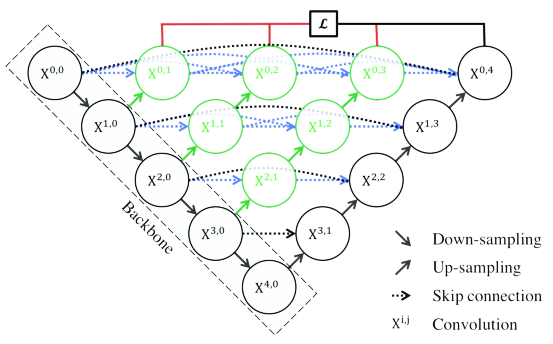 𝓛
X^0,0
X^0,1
X^0,2
X^0,3
X^0,4
X^1,0
X^1,1
X^1,2
X^1,3
X^2,0
X^2,1
X^2,2
X^3,0
X^3,1
X^4,0
Backbone
Down-sampling
Up-sampling
Skip connection
X^i,j Convolution